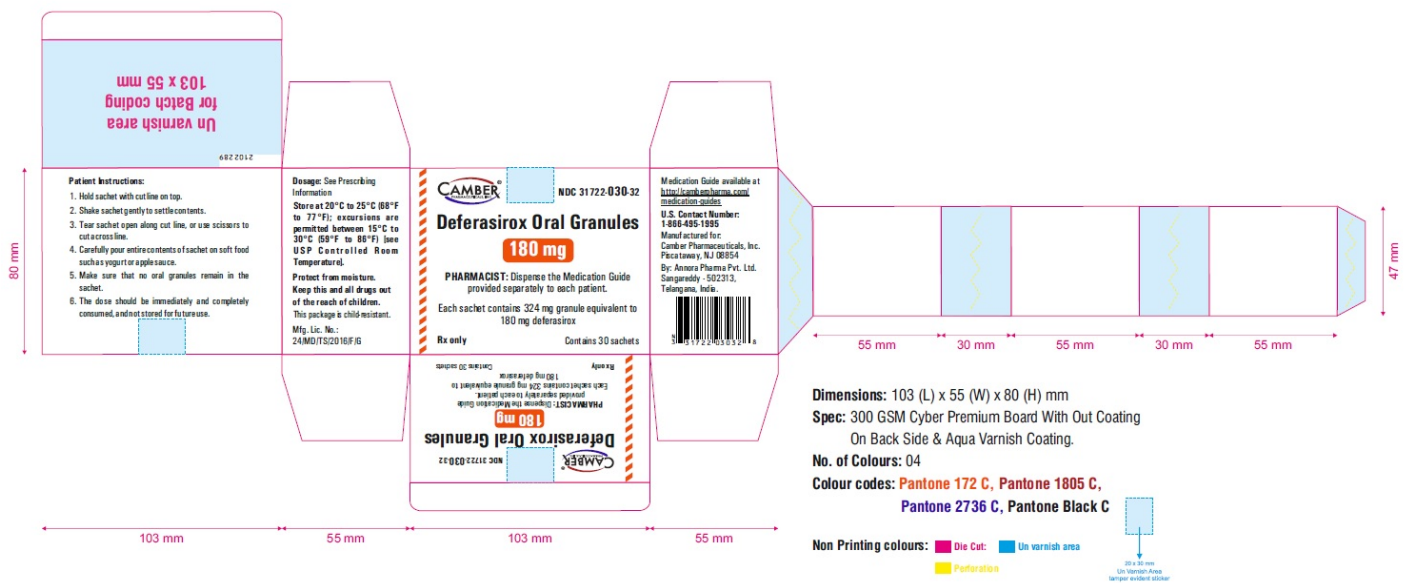 Un varnish area
for Batch coding
103 x 55 mm
2102289
Patient Instructions:
1. Hold sachet with cut line on top.
2. Shake sachet gently to settle contents.
3. Tear sachet open along cut line, or use scissors to
cut across line.
4. Carefully pour entire contents of sachet on soft food
such as yogurt or apple sauce.
5. Make sure that no oral granules remain in the
sachet.
6. The dose should be immediately and completely
consumed, and not stored for future use.
80 mm
Dosage: See Prescribing
Information
Store at 20°C to 25°C (68°F
to 77°F); excursions are
permitted between 15°C to
30°C (59°F to 86°F) [see
USP Controlled Room
Temperature].
Protect from moisture.
Keep this and all drugs out
of the reach of children.
This package is child-resistant.
Mfg. Lic. No.:
24/MD/TS/2016/F/G
CAMBER®
PHARMACEUTICALS, INC.
NDC 31722-030-32
Deferasirox Oral Granules
180 mg
PHARMACIST: Dispense the Medication Guide
provided separately to each patient.
Each sachet contains 324 mg granule equivalent to
180 mg deferasirox
Rx only
Contains 30 sachets
Medication Guide available at
http://camberpharma.com/
medication-guides
U.S. Contact Number:
1-866-495-1995
Manufactured for:
Camber Pharmaceuticals, Inc.
Piscataway, NJ 08854
By: Annora Pharma Pvt. Ltd.
Sangareddy - 502313,
Telangana, India.
N
3 31722 03032 6
CAMBER®
NDC 31722-030-32
Deferasirox Oral Granules
180 mg
PHARMACIST: Dispense the Medication Guide
provided separately to each patient.
Each sachet contains 324 mg granule equivalent to
180 mg deferasirox
Rx only
Contains 30 sachets
103 mm
55 mm
103 mm
55 mm
55 mm
30 mm
55 mm
30 mm
55 mm
47 mm
Dimensions: 103 (L) x 55 (W) x 80 (H) mm
Spec: 300 GSM Cyber Premium Board With Out Coating
On Back Side & Aqua Varnish Coating.
No. of Colours: 04
Colour codes: Pantone 172 C, Pantone 1805 C,
Pantone 2736 C, Pantone Black C
Non Printing colours: Die Cut: Un varnish area
Perforation
20 x 30 mm
Un Varnish Area
tamper evident sticker